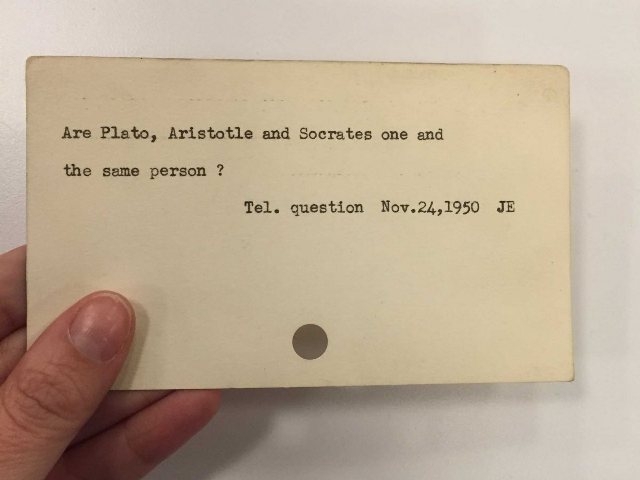 Are Plato, Aristotle and Socrates one and
the same person ?
Tel. question Nov.24,1950 JE